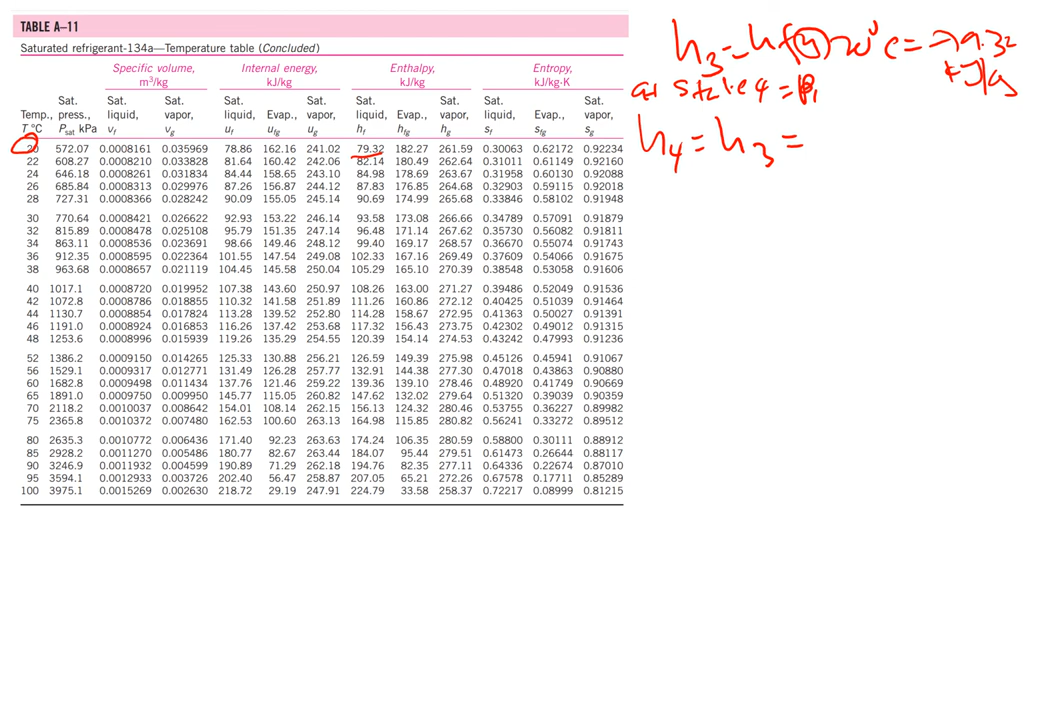 TABLE A–11
Saturated refrigerant-134a—Temperature table (Concluded)
Specific volume, Internal energy, Enthalpy, Entropy,
m³/kg kJ/kg kJ/kg kJ/kg·K
Sat. Sat. Sat. Sat. Sat. Sat. Sat. Sat.
Temp., press., liquid, vapor, liquid, Evap., vapor, liquid, Evap., vapor, liquid, Evap., vapor,
T °C Psat kPa vf vg uf ufg ug hf hfg hg sf sfg sg
20 572.07 0.0008161 0.035969 78.86 162.16 241.02 79.32 182.27 261.59 0.30063 0.62172 0.92234
22 608.27 0.0008210 0.033828 81.64 160.42 242.06 82.14 180.49 262.64 0.31011 0.61149 0.92160
24 646.18 0.0008261 0.031834 84.44 158.65 243.10 84.98 178.69 263.67 0.31958 0.60130 0.92088
26 685.84 0.0008313 0.029976 87.26 156.87 244.12 87.83 176.85 264.68 0.32903 0.59115 0.92018
28 727.31 0.0008366 0.028242 90.09 155.05 245.14 90.69 174.99 265.68 0.33846 0.58102 0.91948
30 770.64 0.0008421 0.026622 92.93 153.22 246.14 93.58 173.08 266.66 0.34789 0.57091 0.91879
32 815.89 0.0008478 0.025108 95.79 151.35 247.14 96.48 171.14 267.62 0.35730 0.56082 0.91811
34 863.11 0.0008536 0.023691 98.66 149.46 248.12 99.40 169.17 268.57 0.36670 0.55074 0.91743
36 912.35 0.0008595 0.022364 101.55 147.54 249.08 102.33 167.16 269.49 0.37609 0.54066 0.91675
38 963.68 0.0008657 0.021119 104.45 145.58 250.04 105.29 165.10 270.39 0.38548 0.53058 0.91606
40 1017.1 0.0008720 0.019952 107.38 143.60 250.97 108.26 163.00 271.27 0.39486 0.52049 0.91536
42 1072.8 0.0008786 0.018855 110.32 141.58 251.89 111.26 160.86 272.12 0.40425 0.51039 0.91464
44 1130.7 0.0008854 0.017824 113.28 139.52 252.80 114.28 158.67 272.95 0.41363 0.50027 0.91391
46 1191.0 0.0008924 0.016853 116.26 137.42 253.68 117.32 156.43 273.75 0.42302 0.49012 0.91315
48 1253.6 0.0008996 0.015939 119.26 135.29 254.55 120.39 154.14 274.53 0.43242 0.47993 0.91236
52 1386.2 0.0009150 0.014265 125.33 130.88 256.21 126.59 149.39 275.98 0.45126 0.45941 0.91067
56 1529.1 0.0009317 0.012771 131.49 126.28 257.77 132.91 144.38 277.30 0.47018 0.43863 0.90880
60 1682.8 0.0009498 0.011434 137.76 121.46 259.22 139.36 139.10 278.46 0.48920 0.41749 0.90669
65 1891.0 0.0009750 0.009950 145.77 115.05 260.82 147.62 132.02 279.64 0.51320 0.39039 0.90359
70 2118.2 0.0010037 0.008642 154.01 108.14 262.15 156.13 124.32 280.46 0.53755 0.36227 0.89982
75 2365.8 0.0010372 0.007480 162.53 100.60 263.13 164.98 115.85 280.82 0.56241 0.33272 0.89512
80 2635.3 0.0010772 0.006436 171.40 92.23 263.63 174.24 106.35 280.59 0.58800 0.30111 0.88912
85 2928.2 0.0011270 0.005486 180.77 82.67 263.44 184.07 95.44 279.51 0.61473 0.26644 0.88117
90 3246.9 0.0011932 0.004599 190.89 71.29 262.18 194.76 82.35 277.11 0.64336 0.22674 0.87010
95 3594.1 0.0012933 0.003726 202.40 56.47 258.87 207.05 65.21 272.26 0.67578 0.17711 0.85289
100 3975.1 0.0015269 0.002630 218.72 29.19 247.91 224.79 33.58 258.37 0.72217 0.08999 0.81215
h3 = hf 20°C = 79.32
kJ/kg
at state 4 =
h4 = h3 =